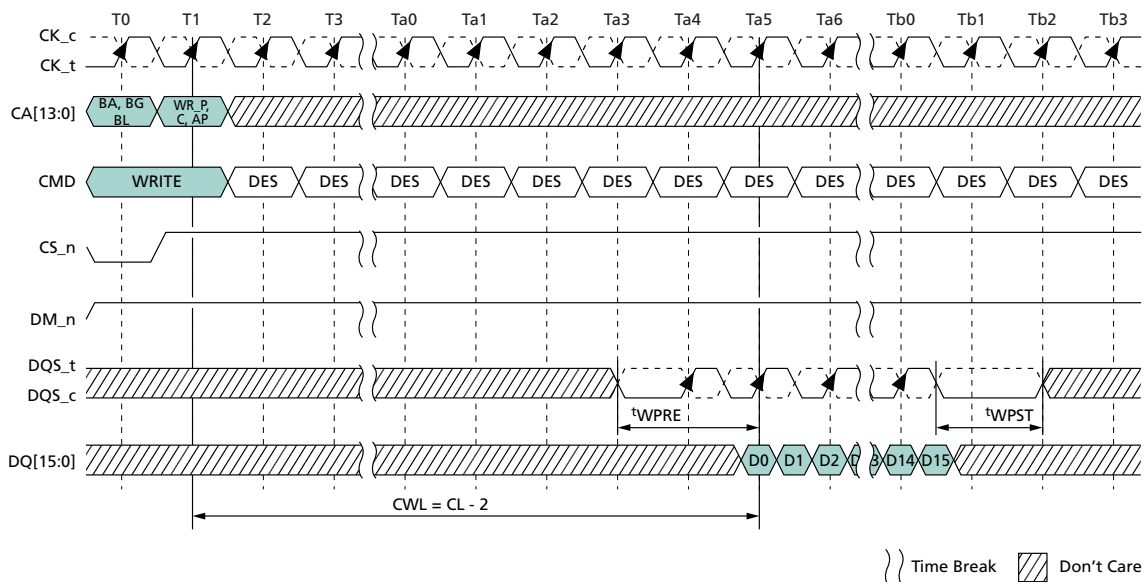 T0 T1 T2 T3 Ta0 Ta1 Ta2 Ta3 Ta4 Ta5 Ta6 Tb0 Tb1 Tb2 Tb3
CK_c
CK_t
CA[13:0] BA, BG WR_P,
BL C, AP
CMD WRITE DES DES DES DES DES DES DES DES DES DES DES DES DES
CS_n
DM_n
DQS_t
DQS_c
tWPRE tWPST
DQ[15:0] D0 D1 D2 D 3 D14 D15
CWL = CL - 2
Time Break Don't Care